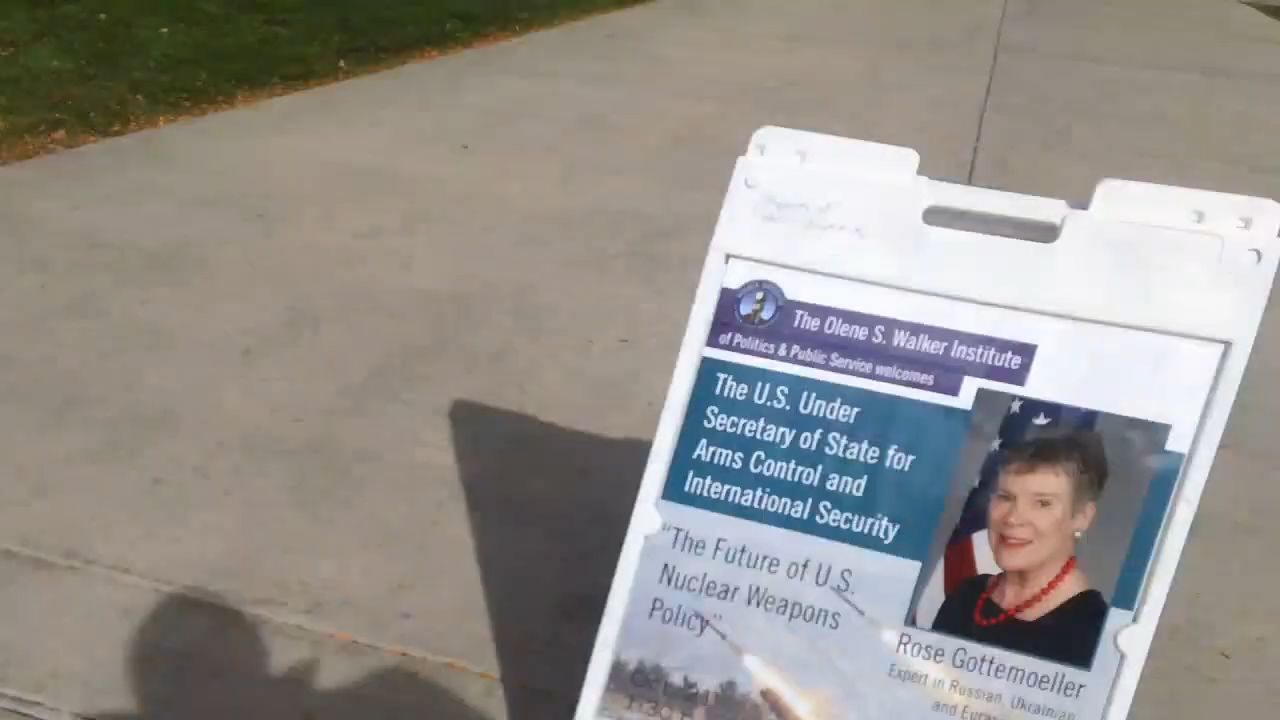 The Olene S. Walker Institute
of Politics & Public Service welcomes
The U.S. Under
Secretary of State for
Arms Control and
International Security
"The Future of U.S.
Nuclear Weapons
Policy"
Rose Gottemoeller
Expert in Russian, Ukrainian
and